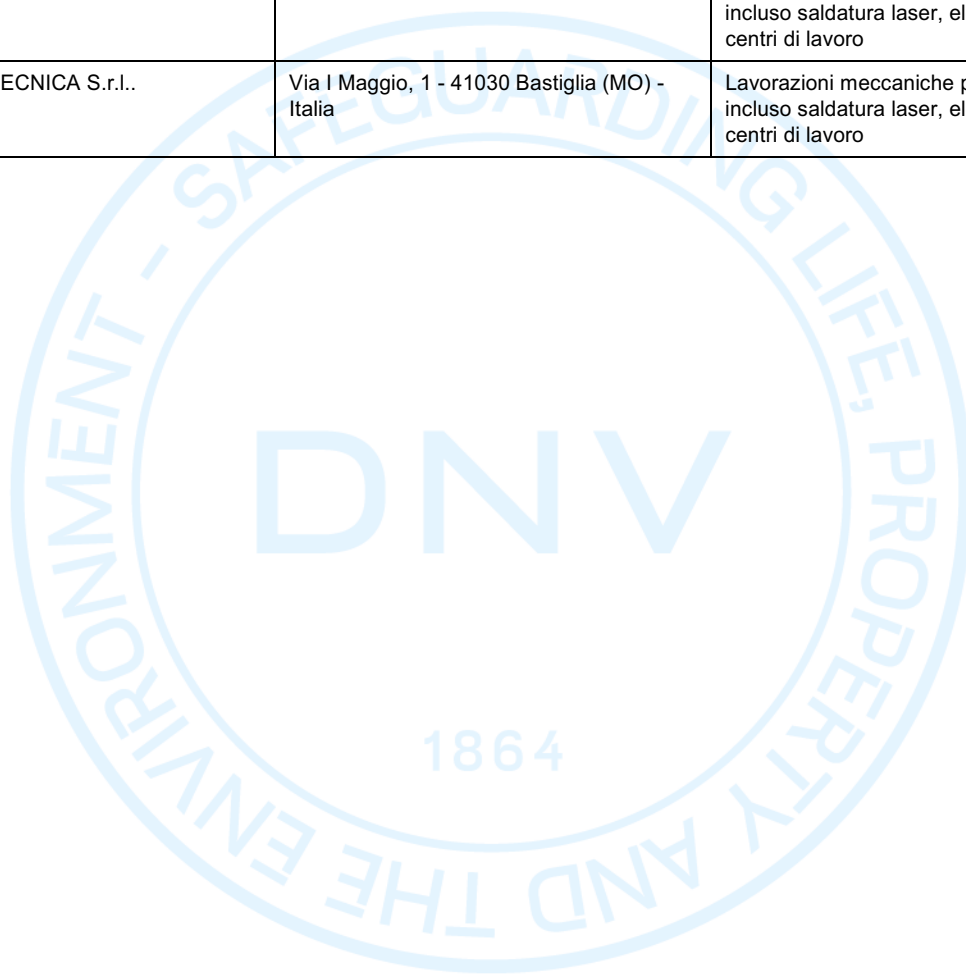 incluso saldatura laser, el
centri di lavoro
ECNICA S.r.l..
Via I Maggio, 1 - 41030 Bastiglia (MO) -
Italia
Lavorazioni meccaniche p
incluso saldatura laser, el
centri di lavoro
SAFEGUARDING LIFE, PROPERTY AND THE ENVIRONMENT -
DNV
1864